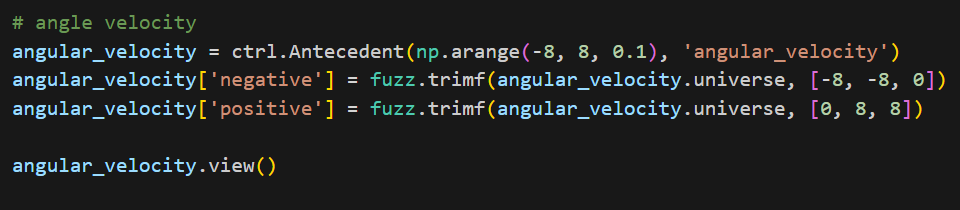 # angle velocity
angular_velocity = ctrl.Antecedent(np.arange(-8, 8, 0.1), 'angular_velocity')
angular_velocity['negative'] = fuzz.trimf(angular_velocity.universe, [-8, -8, 0])
angular_velocity['positive'] = fuzz.trimf(angular_velocity.universe, [0, 8, 8])
angular_velocity.view()